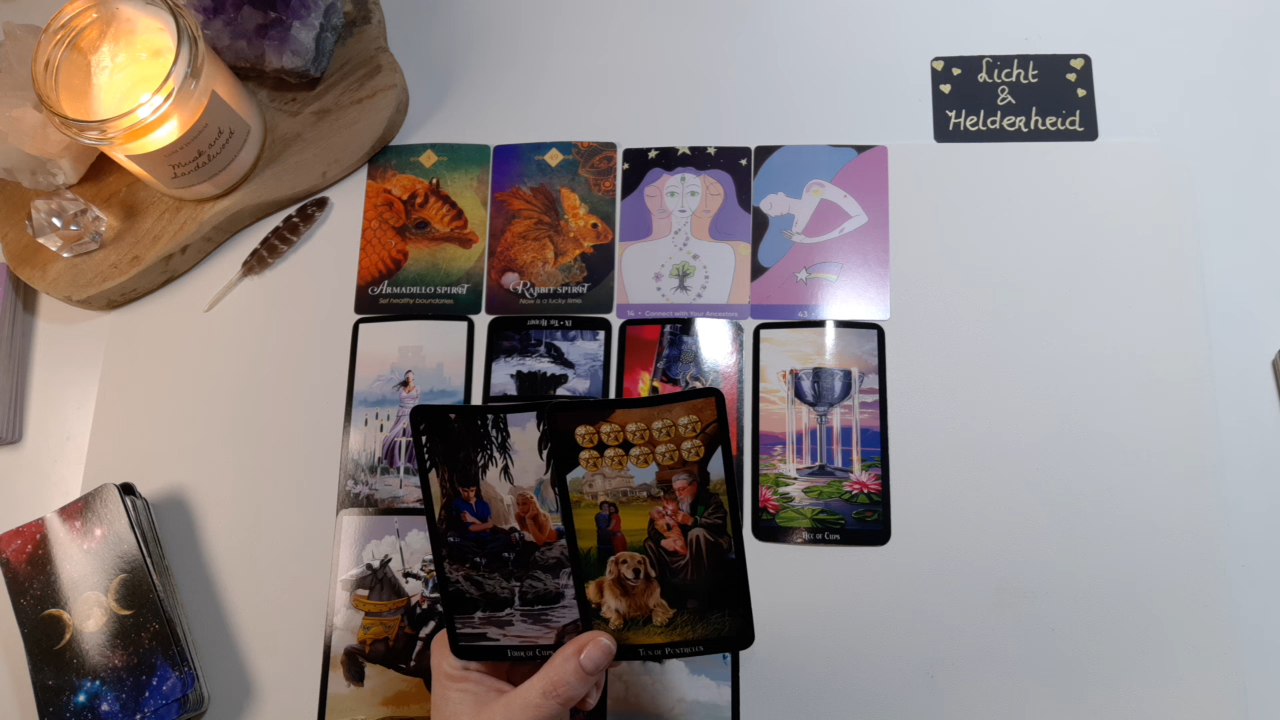 Licht
&
Helderheid
Musk and
Sandalwood
Armadillo Spirit
Set healthy boundaries.
Rabbit Spirit
Now is a lucky time.
16 • Connect with Your Ancestors
43
IX • The Hermit
Ace of Cups
Four of Cups
Ten of Pentacles